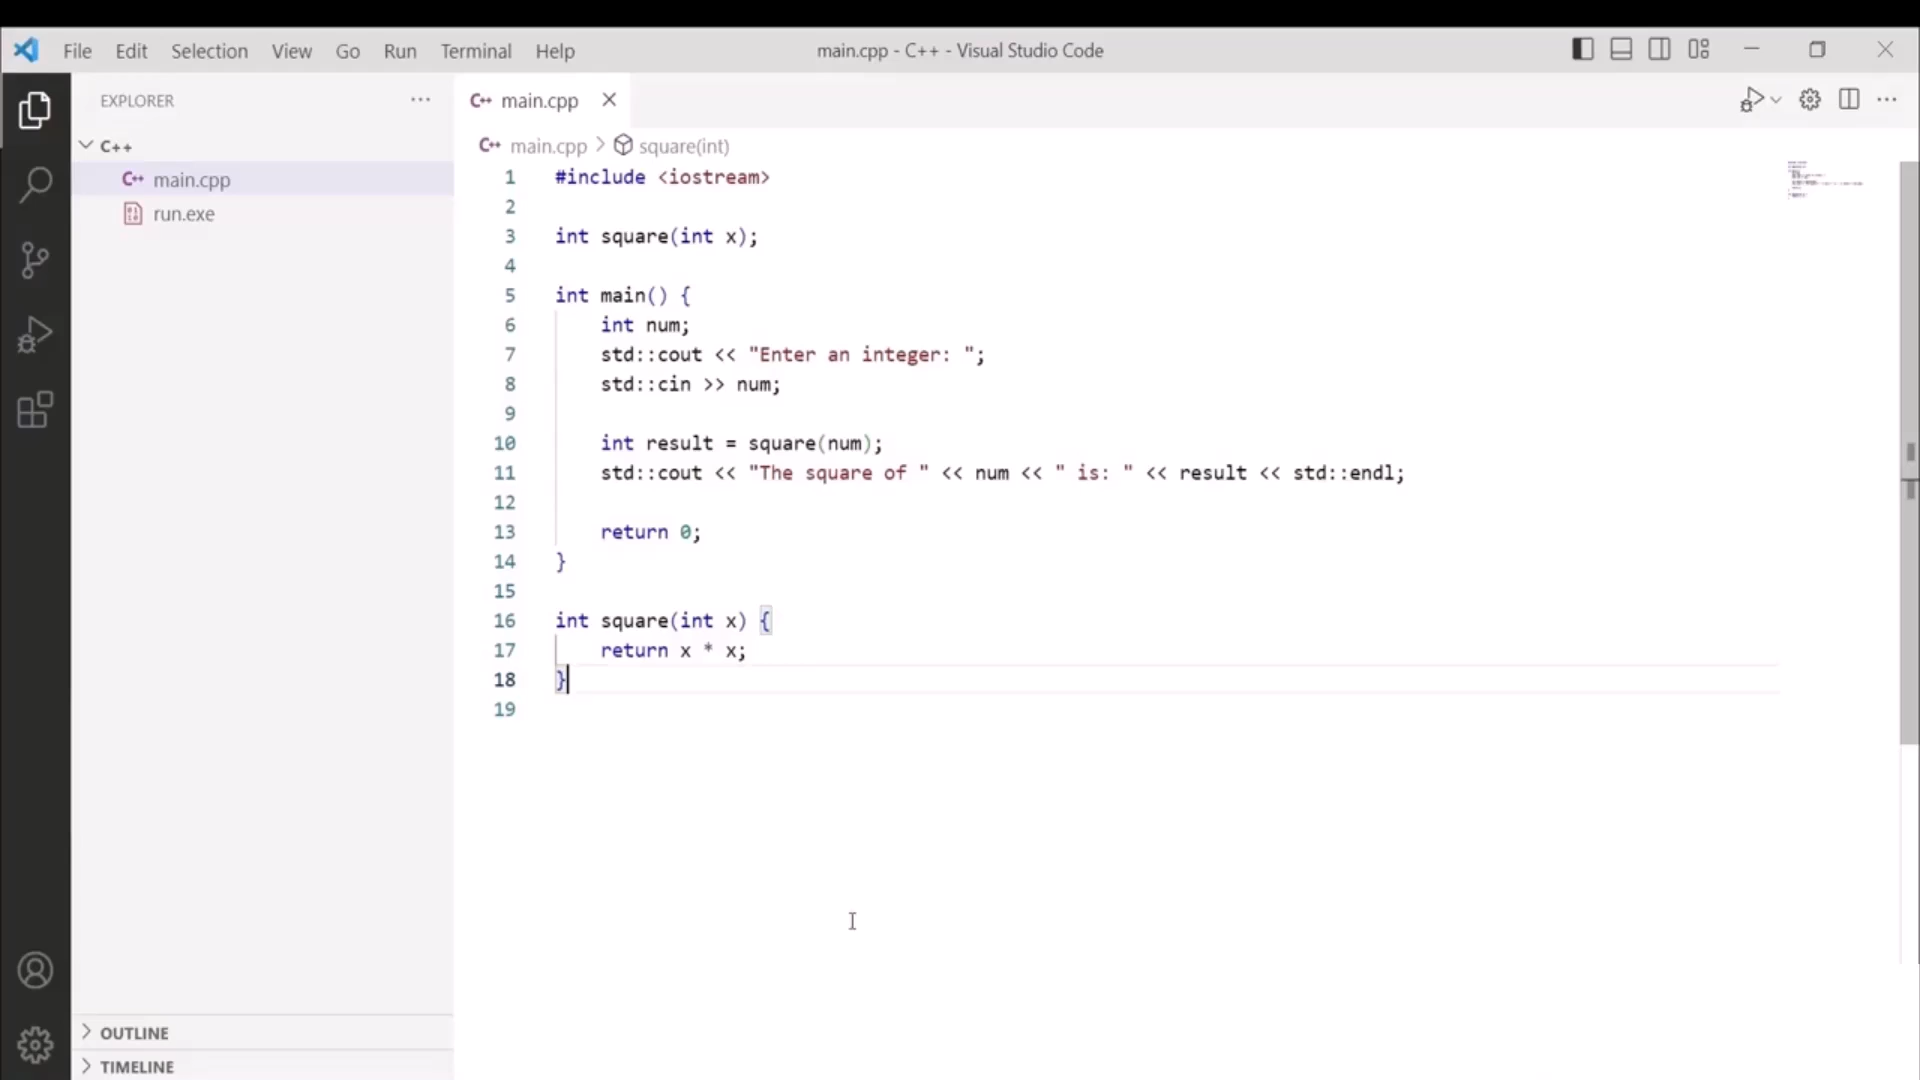 File Edit Selection View Go Run Terminal Help main.cpp - C++ - Visual Studio Code
EXPLORER
C++
main.cpp
run.exe
OUTLINE
TIMELINE
main.cpp
main.cpp > square(int)
1 #include <iostream>
2
3 int square(int x);
4
5 int main() {
6 int num;
7 std::cout << "Enter an integer: ";
8 std::cin >> num;
9
10 int result = square(num);
11 std::cout << "The square of " << num << " is: " << result << std::endl;
12
13 return 0;
14 }
15
16 int square(int x) {
17 return x * x;
18 }
19